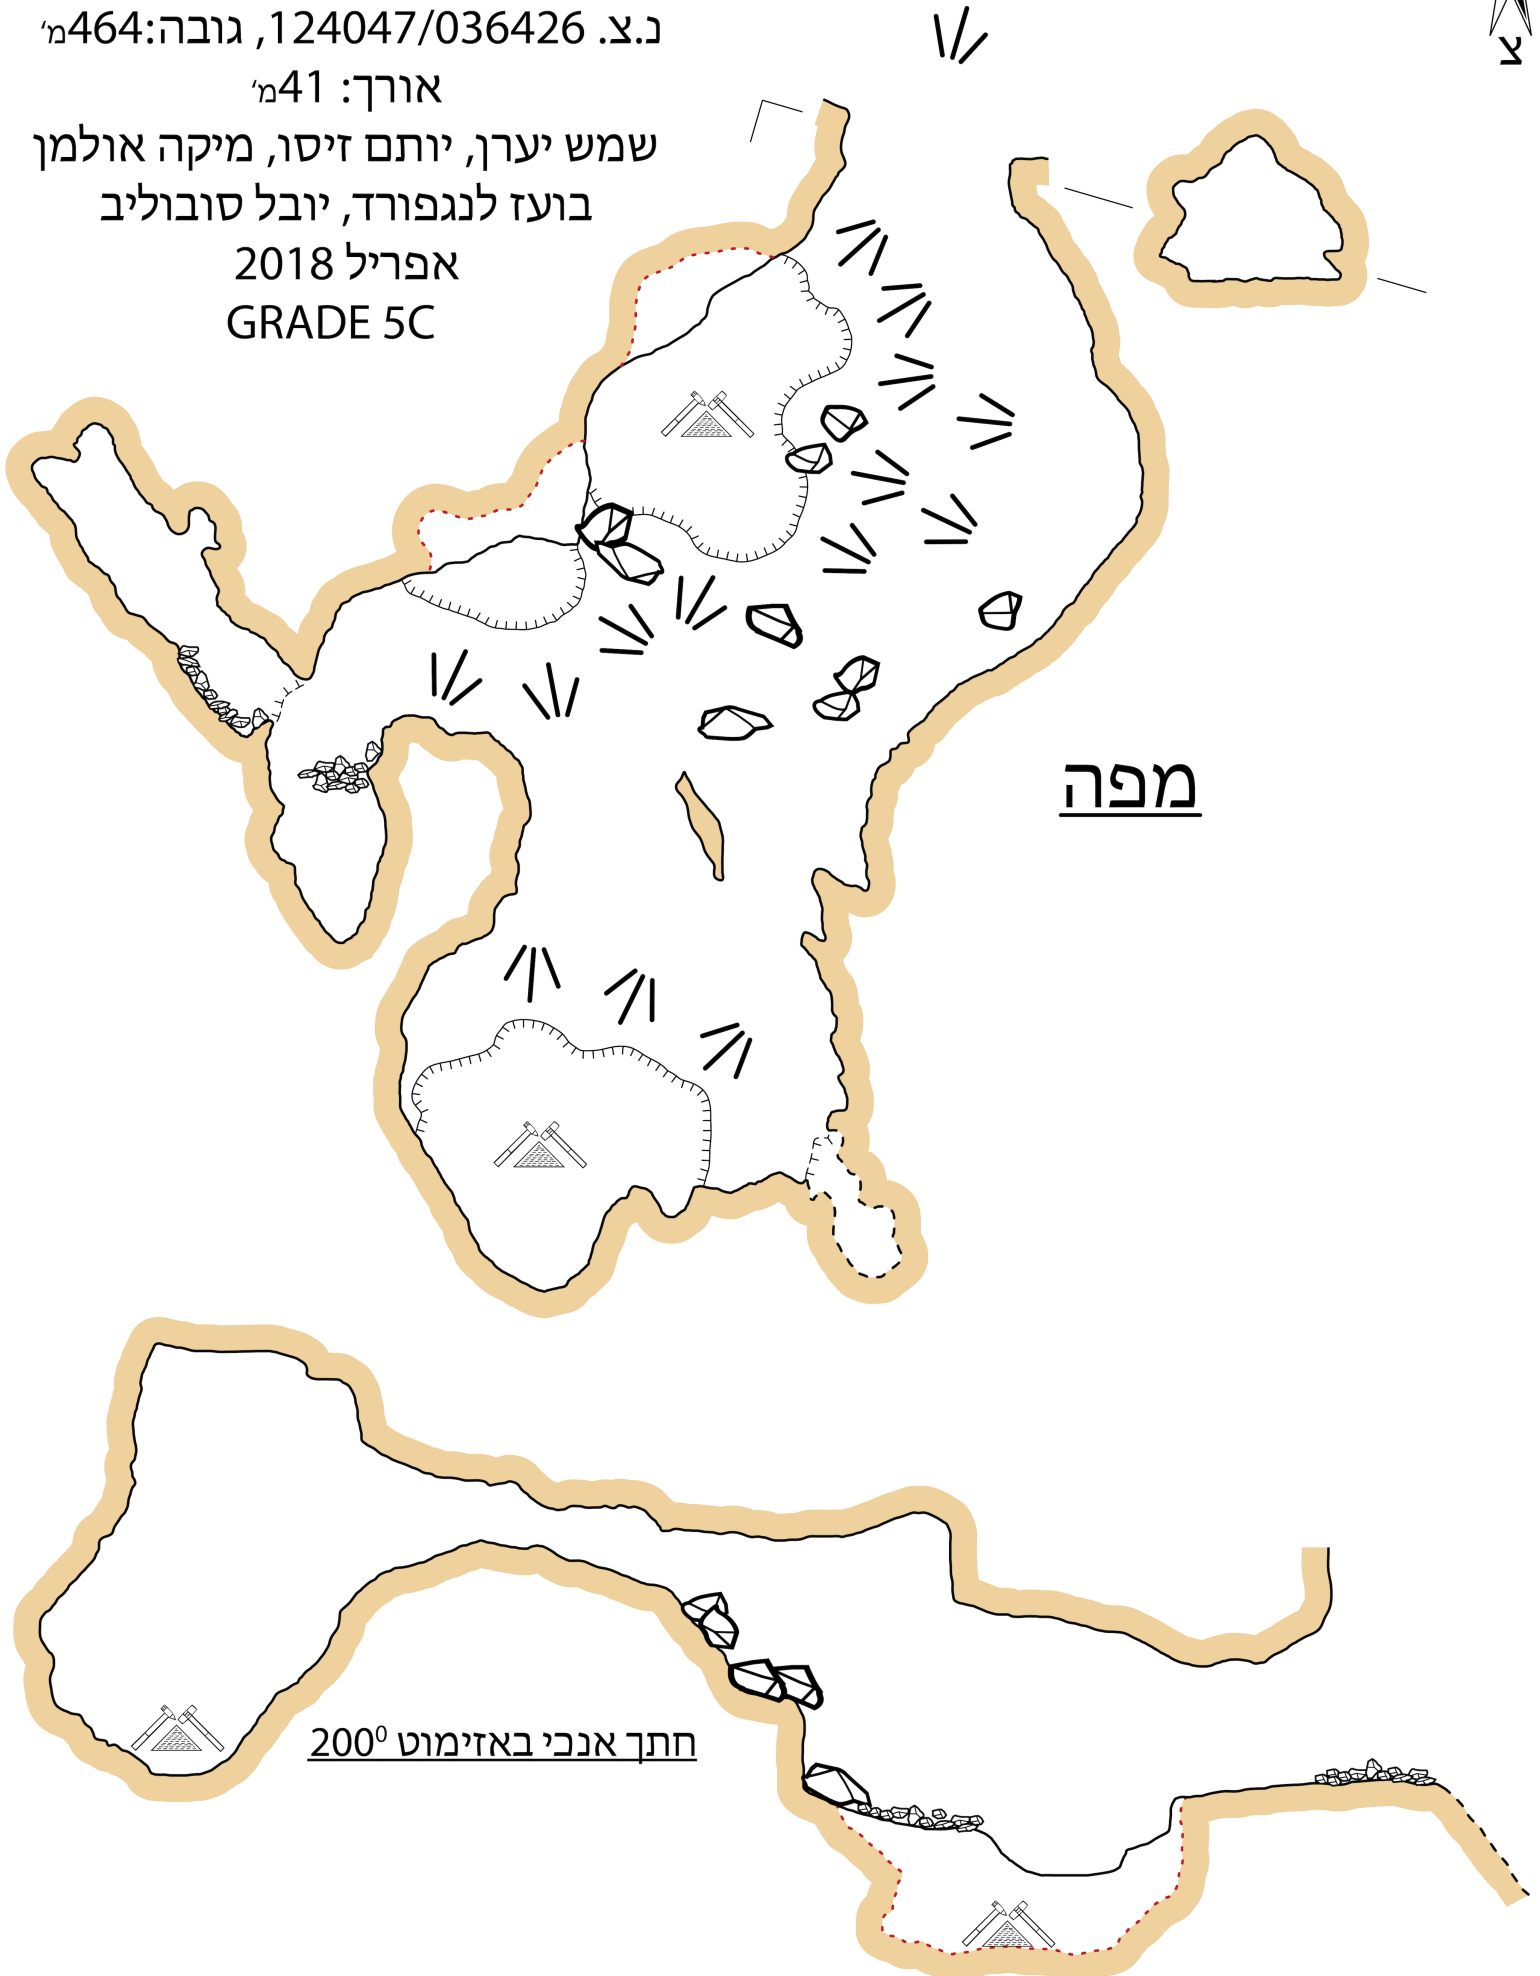 נ.צ. 124047/036426, גובה:464מ'
אורך: 41מ'
שמש יערן, יותם זיסו, מיקה אולמן
בועז לנגפורד, יובל סובוליב
אפריל 2018
GRADE 5C
צ
מפה
חתך אנכי באזימוט 200⁰